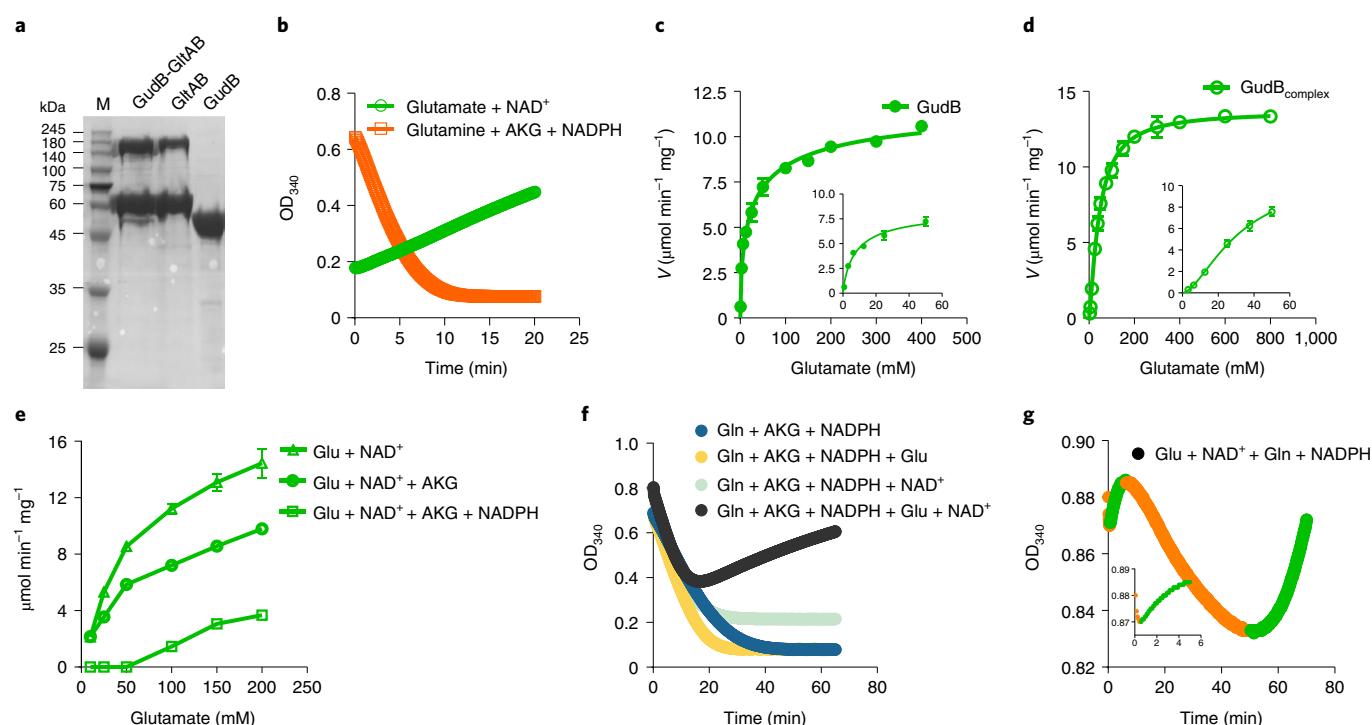 a
GudB-GltAB
GltAB
GudB
kDa
M
245
180
140
100
75
60
45
35
25
b
Glutamate + NAD⁺
Glutamine + AKG + NADPH
OD₃₄₀
0.8
0.6
0.4
0.2
0
0 5 10 15 20 25
Time (min)
c
GudB
V (µmol min⁻¹ mg⁻¹)
12.5
10.0
7.5
5.0
2.5
0
10.0
7.5
5.0
2.5
0
0 20 40 60
0 100 200 300 400 500
Glutamate (mM)
d
GudBcomplex
V (µmol min⁻¹ mg⁻¹)
15
10
5
0
10
8
6
4
2
0
0 20 40 60
0 200 400 600 800 1,000
Glutamate (mM)
e
Glu + NAD⁺
Glu + NAD⁺ + AKG
Glu + NAD⁺ + AKG + NADPH
µmol min⁻¹ mg⁻¹
16
12
8
4
0
0 50 100 150 200 250
Glutamate (mM)
f
Gln + AKG + NADPH
Gln + AKG + NADPH + Glu
Gln + AKG + NADPH + NAD⁺
Gln + AKG + NADPH + Glu + NAD⁺
OD₃₄₀
1.0
0.8
0.6
0.4
0.2
0
0 20 40 60 80
Time (min)
g
Glu + NAD⁺ + Gln + NADPH
OD₃₄₀
0.90
0.88
0.86
0.84
0.82
0.89
0.88
0.87
0 2 4 6
0 20 40 60 80
Time (min)